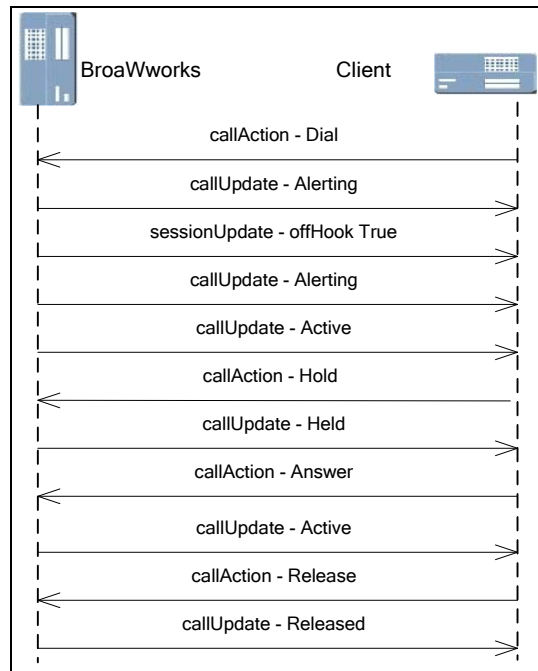 BroaWworks Client
callAction - Dial
callUpdate - Alerting
sessionUpdate - offHook True
callUpdate - Alerting
callUpdate - Active
callAction - Hold
callUpdate - Held
callAction - Answer
callUpdate - Active
callAction - Release
callUpdate - Released